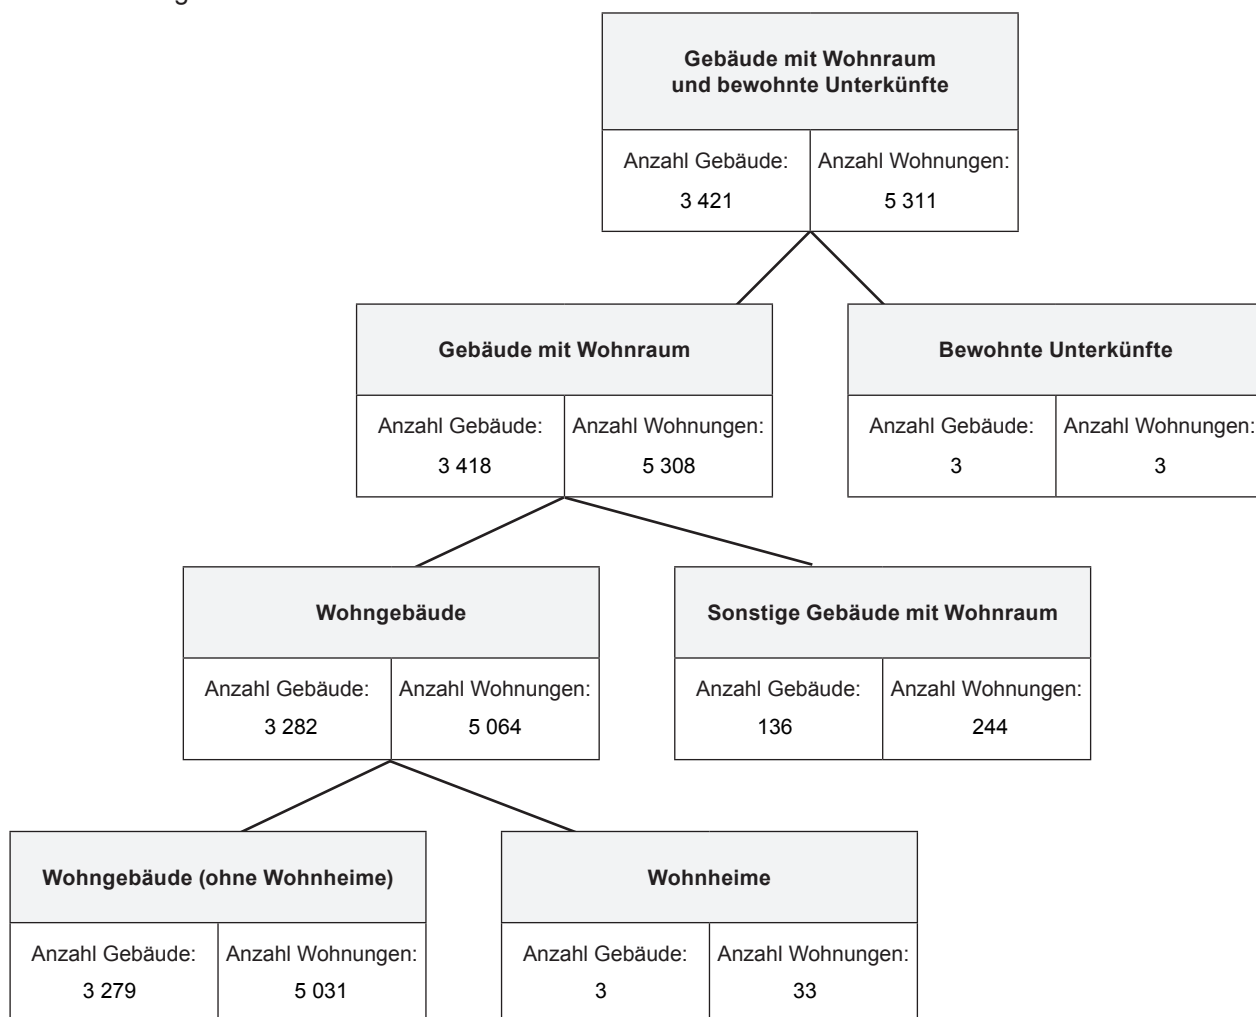 Gebäude mit Wohnraum
und bewohnte Unterkünfte
Anzahl Gebäude: Anzahl Wohnungen:
3 421 5 311
Gebäude mit Wohnraum Bewohnte Unterkünfte
Anzahl Gebäude: Anzahl Wohnungen: Anzahl Gebäude: Anzahl Wohnungen:
3 418 5 308 3 3
Wohngebäude Sonstige Gebäude mit Wohnraum
Anzahl Gebäude: Anzahl Wohnungen: Anzahl Gebäude: Anzahl Wohnungen:
3 282 5 064 136 244
Wohngebäude (ohne Wohnheime) Wohnheime
Anzahl Gebäude: Anzahl Wohnungen: Anzahl Gebäude: Anzahl Wohnungen:
3 279 5 031 3 33